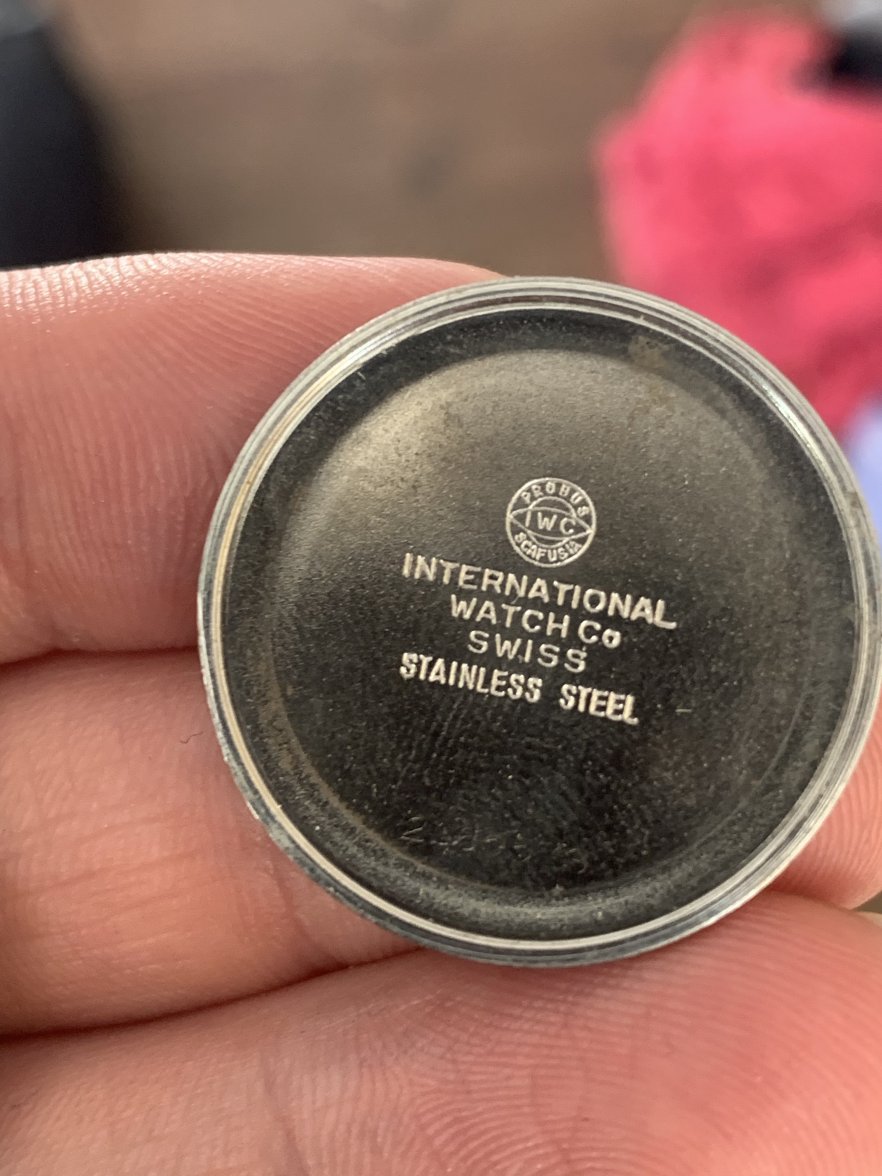 PROBUS
IWC
SCAFUSIA
INTERNATIONAL
WATCH Co
SWISS
STAINLESS STEEL